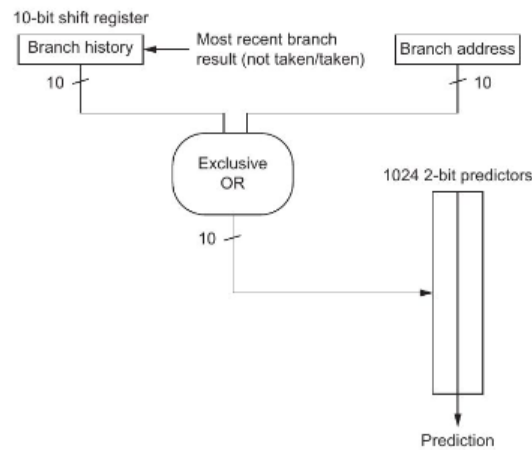 10-bit shift register
Branch history
Most recent branch
result (not taken/taken)
Branch address
10
10
Exclusive
OR
1024 2-bit predictors
10
Prediction